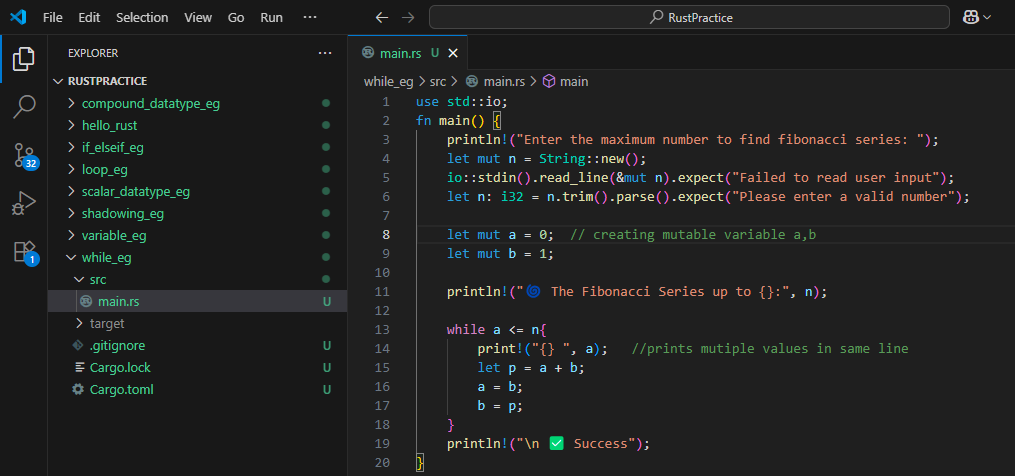 File Edit Selection View Go Run ··· RustPractice
EXPLORER ···
RUSTPRACTICE
compound_datatype_eg
hello_rust
if_elseif_eg
loop_eg
scalar_datatype_eg
shadowing_eg
variable_eg
while_eg
src
main.rs U
target
.gitignore U
Cargo.lock U
Cargo.toml U
32
1
main.rs U
while_eg > src > main.rs > main
1 use std::io;
2 fn main() {
3 println!("Enter the maximum number to find fibonacci series: ");
4 let mut n = String::new();
5 io::stdin().read_line(&mut n).expect("Failed to read user input");
6 let n: i32 = n.trim().parse().expect("Please enter a valid number");
7
8 let mut a = 0;  // creating mutable variable a,b
9 let mut b = 1;
10
11 println!("🌀 The Fibonacci Series up to {}:", n);
12
13 while a <= n{
14 print!("{} ", a);   //prints mutiple values in same line
15 let p = a + b;
16 a = b;
17 b = p;
18 }
19 println!("\n ✅ Success");
20 }